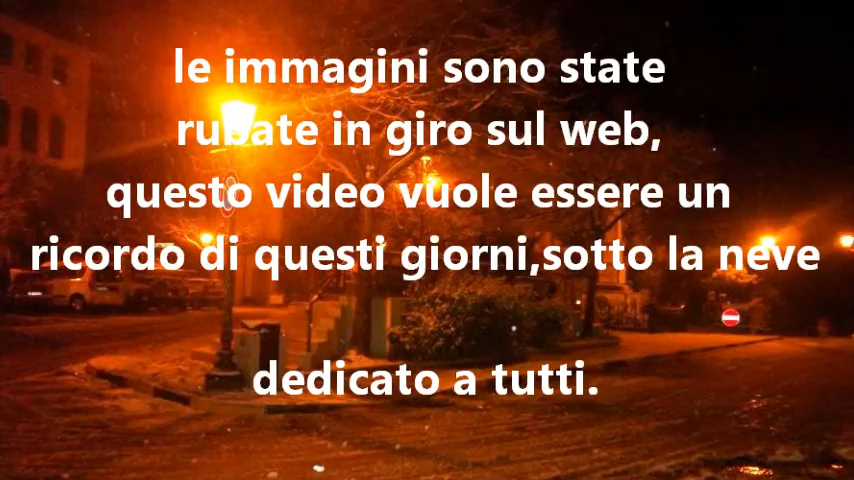 le immagini sono state
rubate in giro sul web,
questo video vuole essere un
ricordo di questi giorni,sotto la neve
dedicato a tutti.